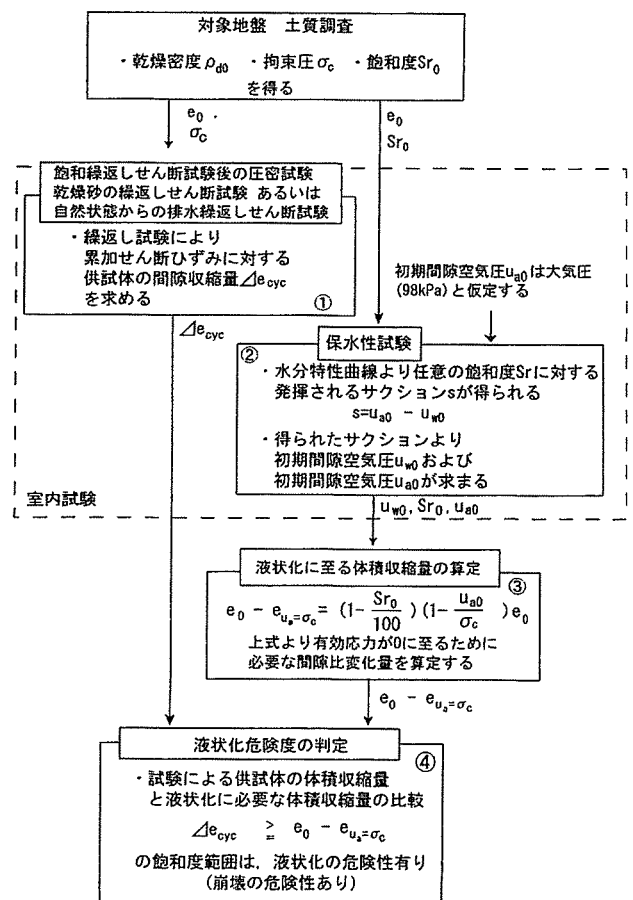 対象地盤 土質調査
・乾燥密度ρd0 ・拘束圧σc ・飽和度Sr0
を得る
e0 ・
σc
e0
Sr0
飽和繰返しせん断試験後の圧密試験
乾燥砂の繰返しせん断試験 あるいは
自然状態からの排水繰返しせん断試験
・繰返し試験により
累加せん断ひずみに対する
供試体の間隙収縮量⊿ecyc
を求める
①
初期間隙空気圧ua0は大気圧
(98kPa)と仮定する
⊿ecyc
保水性試験
②
・水分特性曲線より任意の飽和度Srに対する
発揮されるサクションsが得られる
s=ua0 - uw0
・得られたサクションより
初期間隙空気圧uw0および
初期間隙空気圧ua0が求まる
室内試験
uw0, Sr0, ua0
液状化に至る体積収縮量の算定
③
e0 - eua=σc = (1-Sr0/100)(1-ua0/σc)e0
上式より有効応力が0に至るために
必要な間隙比変化量を算定する
e0 - eua=σc
液状化危険度の判定
④
・試験による供試体の体積収縮量
と液状化に必要な体積収縮量の比較
⊿ecyc ≧ e0 - eua=σc
の飽和度範囲は，液状化の危険性有り
(崩壊の危険性あり)